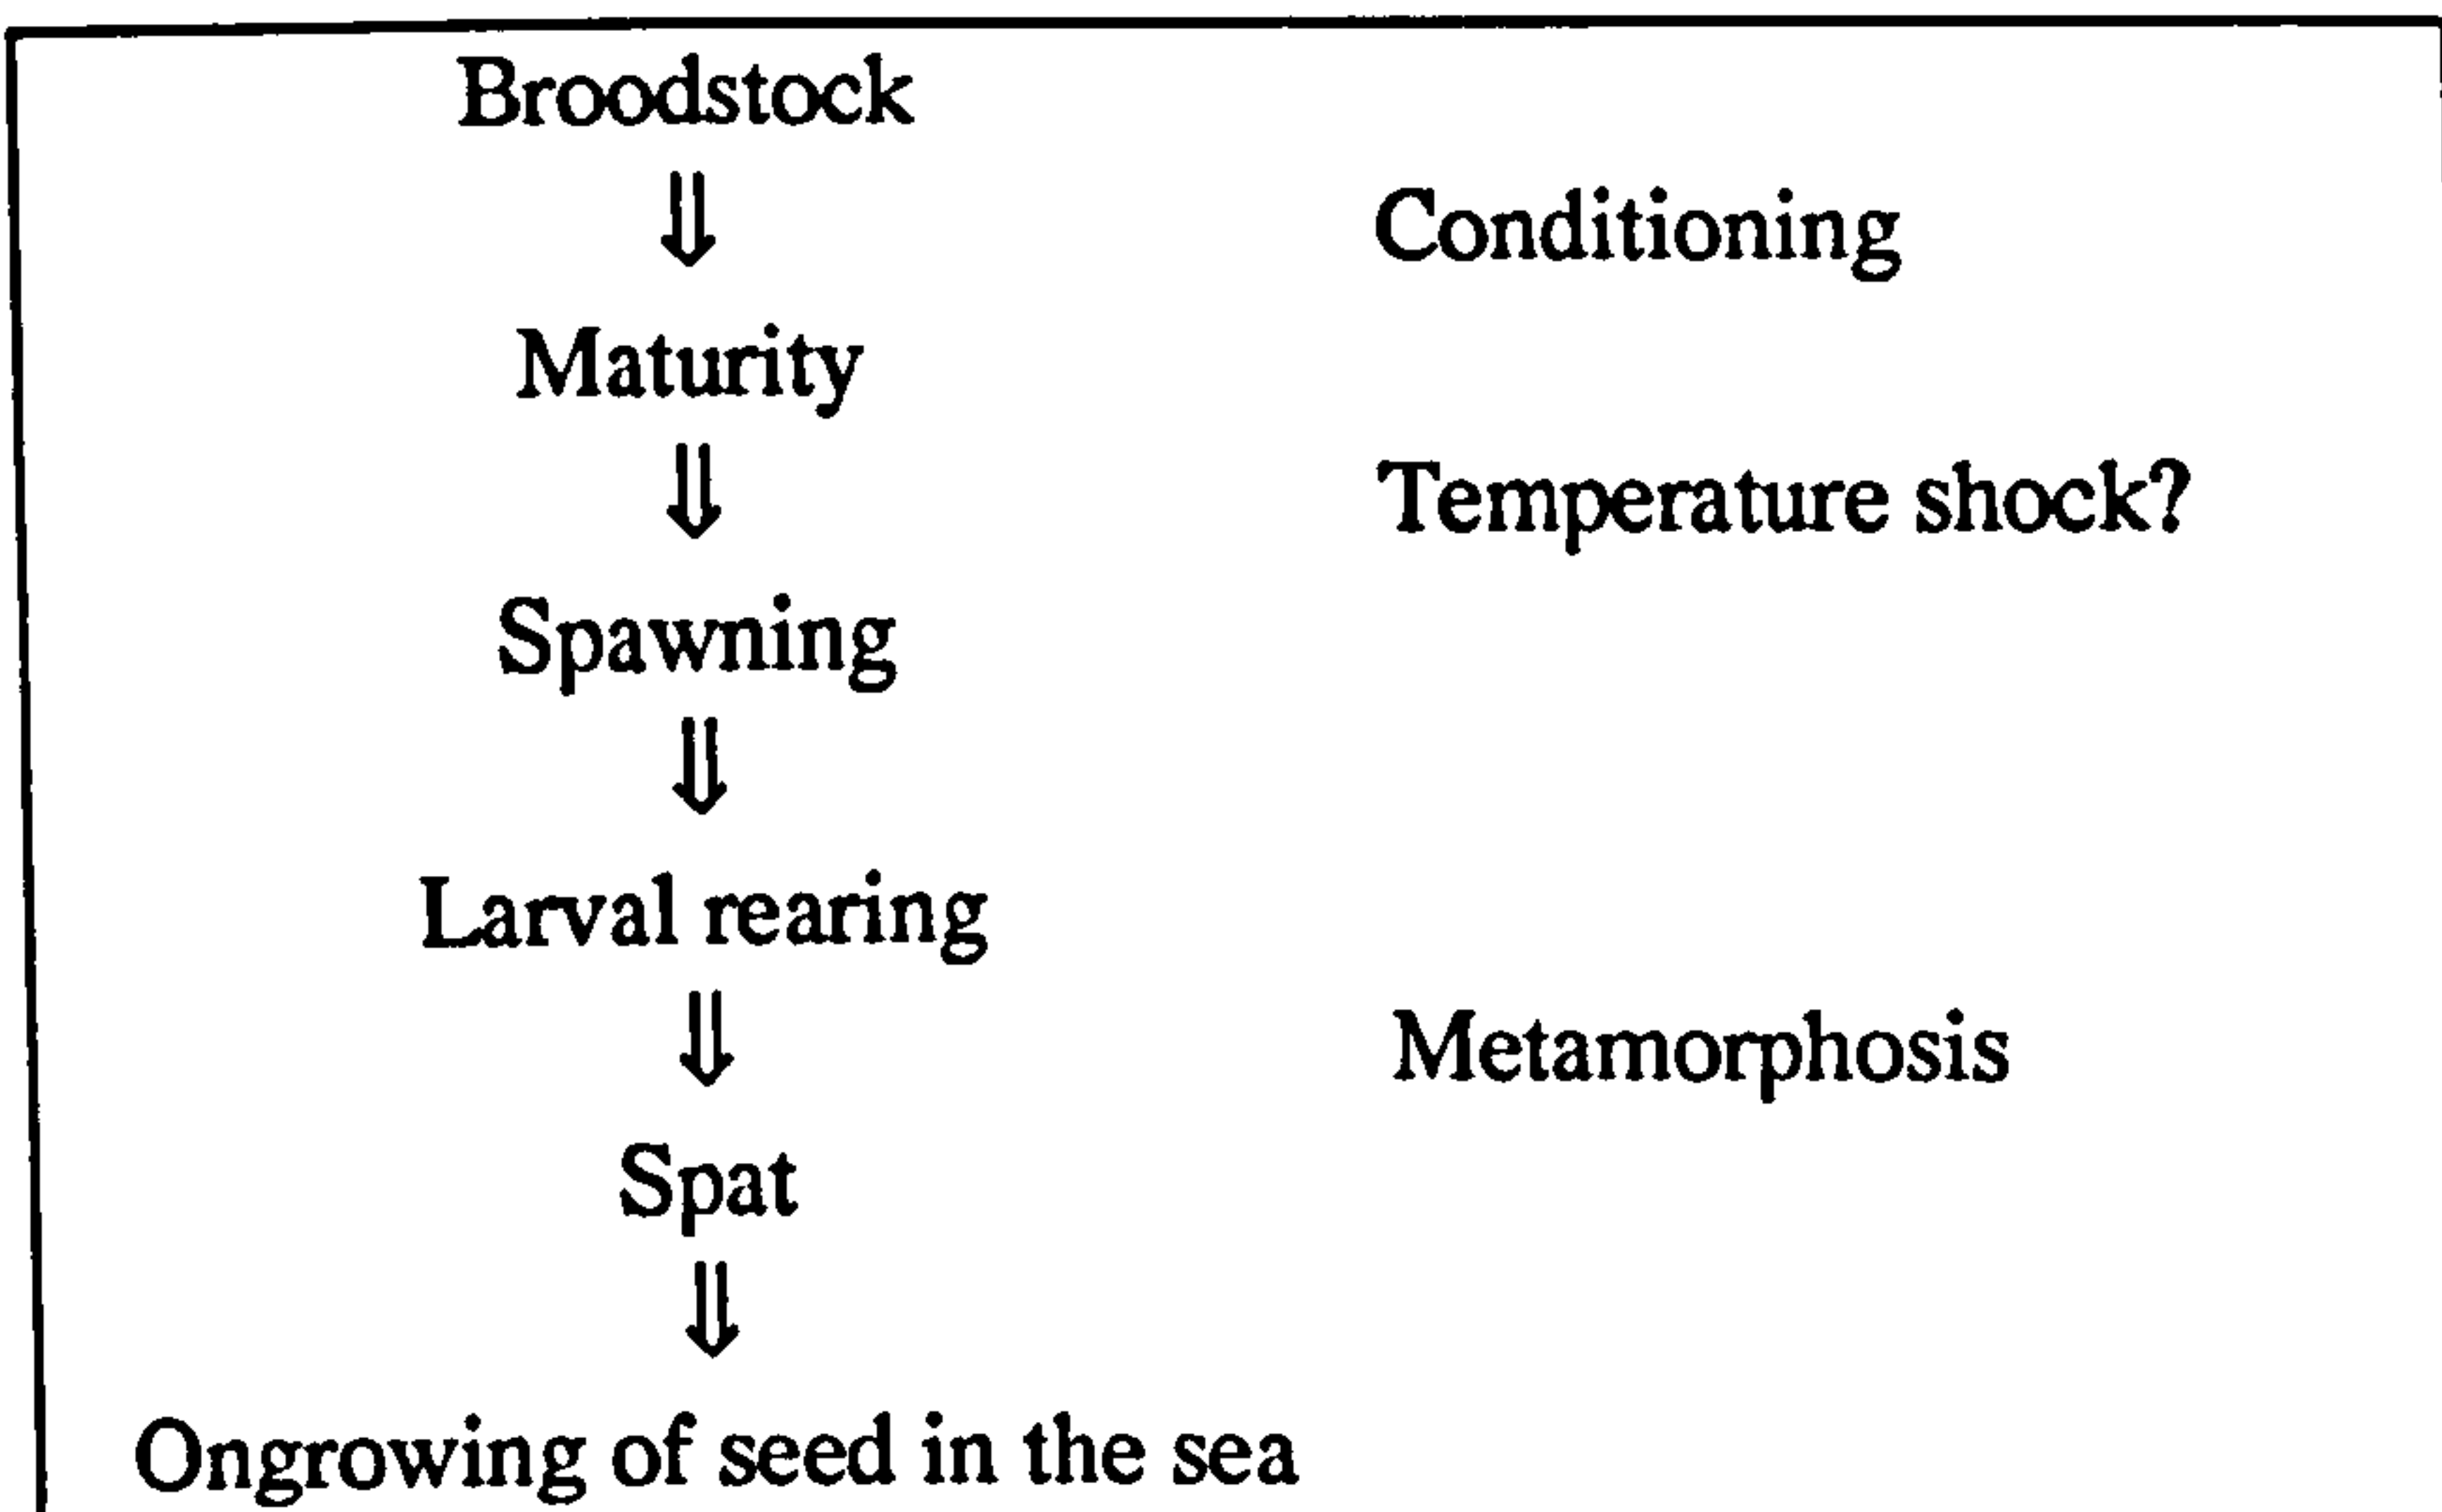 Broodstock
⇓
Conditioning
Maturity
⇓
Temperature shock?
Spawning
⇓
Larval rearing
⇓
Metamorphosis
Spat
⇓
Ongrowing of seed in the sea